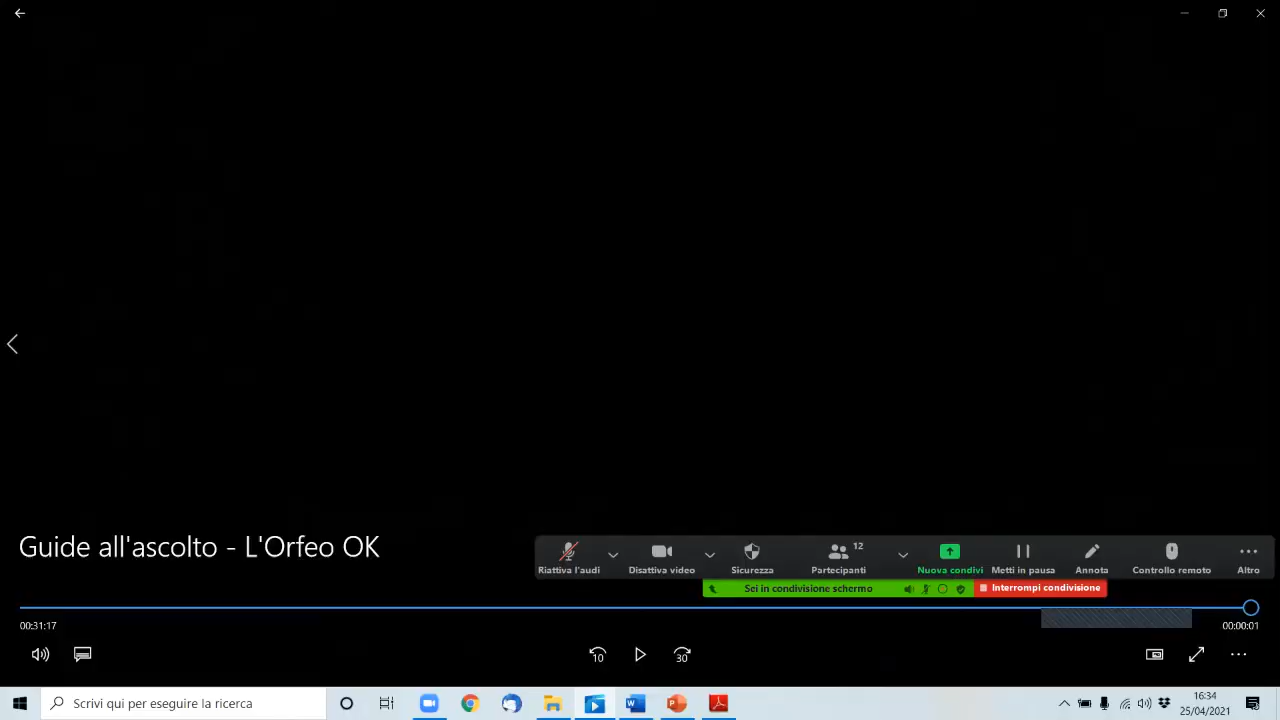 Guide all'ascolto - L'Orfeo OK
12
Riattiva l'audi Disattiva video Sicurezza Partecipanti Nuova condivi Metti in pausa Annota Controllo remoto Altro
Sei in condivisione schermo Interrompi condivisione
00:31:17 00:00:01
10 30
Scrivi qui per eseguire la ricerca
16:34
25/04/2021